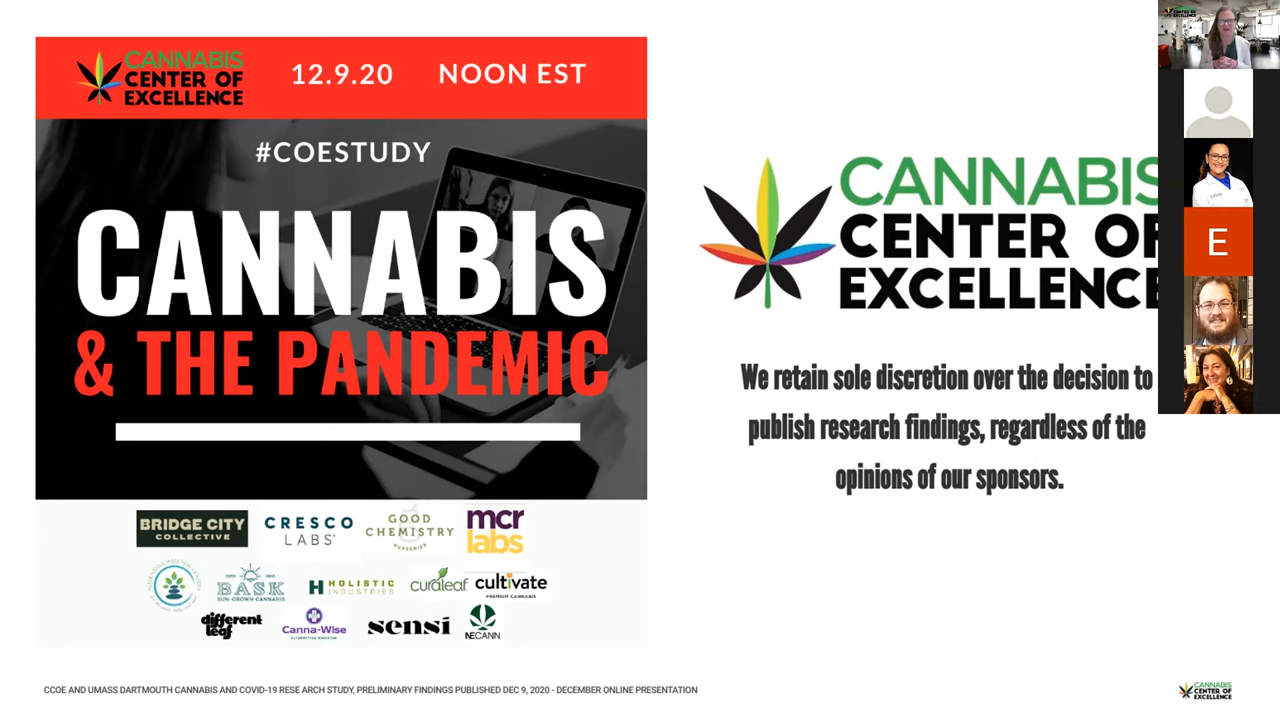 CANNABIS
CENTER OF
EXCELLENCE
12.9.20
NOON EST
#COESTUDY
CANNABIS
& THE PANDEMIC
BRIDGE CITY
COLLECTIVE
CRESCO
LABS
GOOD
CHEMISTRY
NURSERIES
mcr
labs
BASK
SUN-GROWN CANNABIS
HOLISTIC
INDUSTRIES
curaleaf
cultivate
PREMIUM CANNABIS
different
leaf
Canna-Wise
sensi
NECANN
CANNABIS
CENTER OF
EXCELLENCE
We retain sole discretion over the decision to
publish research findings, regardless of the
opinions of our sponsors.
E
CCOE AND UMASS DARTMOUTH CANNABIS AND COVID-19 RESE ARCH STUDY, PRELIMINARY FINDINGS PUBLISHED DEC 9, 2020 - DECEMBER ONLINE PRESENTATION
CANNABIS
CENTER OF
EXCELLENCE